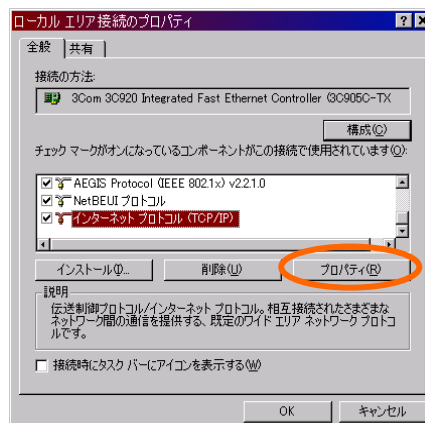 ローカル エリア接続のプロパティ
全般
共有
接続の方法:
3Com 3C920 Integrated Fast Ethernet Controller (3C905C-TX
構成(C)
チェック マークがオンになっているコンポーネントがこの接続で使用されています(O):
AEGIS Protocol (IEEE 802.1x) v2.2.1.0
NetBEUI プロトコル
インターネット プロトコル (TCP/IP)
インストール(I)...
削除(U)
プロパティ(R)
説明
伝送制御プロトコル/インターネット プロトコル。相互接続されたさまざまな
ネットワーク間の通信を提供する、既定のワイド エリア ネットワーク プロトコ
ルです。
接続時にタスク バーにアイコンを表示する(W)
OK
キャンセル